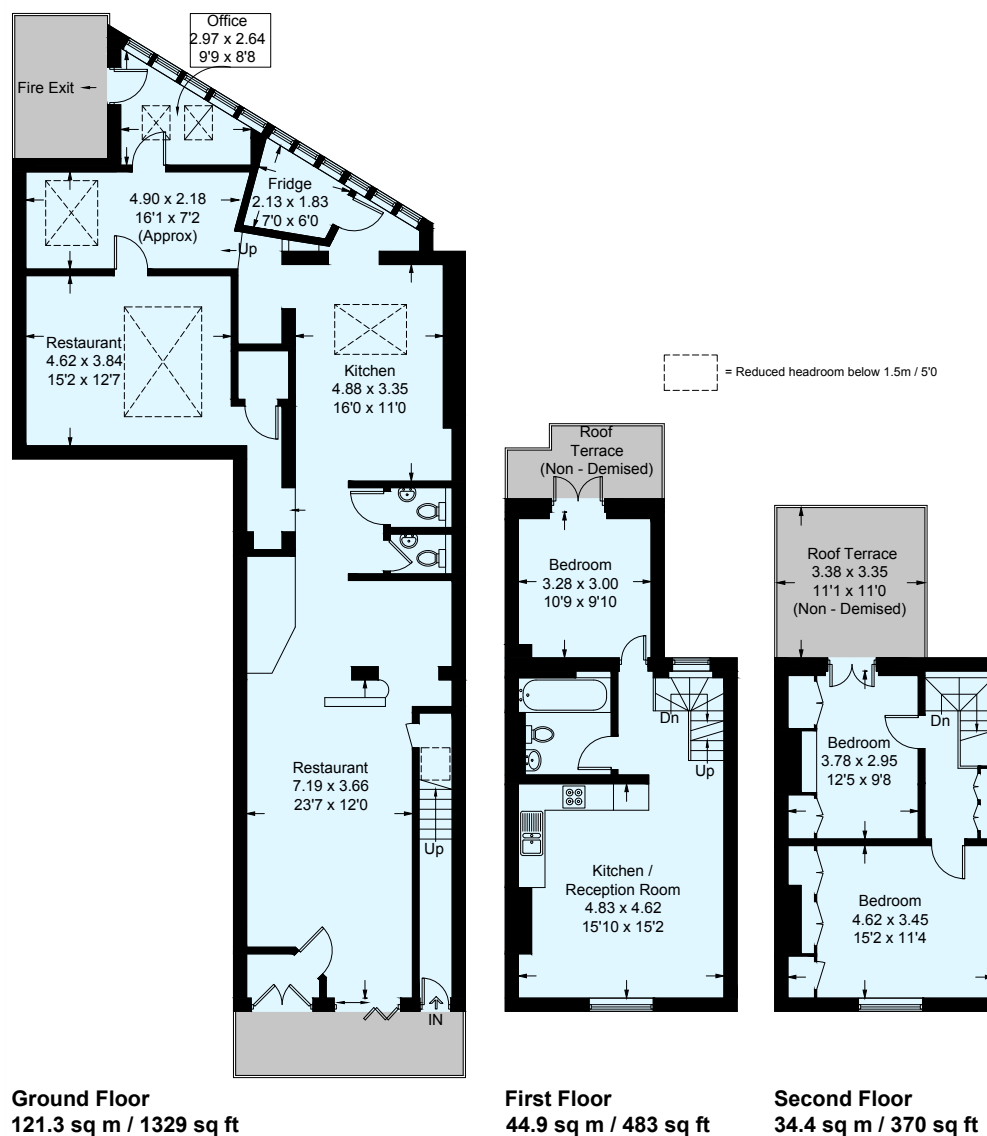 Office
2.97 x 2.64
9'9 x 8'8
Fire Exit
Fridge
2.13 x 1.83
7'0 x 6'0
4.90 x 2.18
16'1 x 7'2
(Approx)
Up
Restaurant
4.62 x 3.84
15'2 x 12'7
Kitchen
4.88 x 3.35
16'0 x 11'0
Restaurant
7.19 x 3.66
23'7 x 12'0
Up
IN
= Reduced headroom below 1.5m / 5'0
Roof
Terrace
(Non - Demised)
Bedroom
3.28 x 3.00
10'9 x 9'10
Dn
Up
Kitchen /
Reception Room
4.83 x 4.62
15'10 x 15'2
Roof Terrace
3.38 x 3.35
11'1 x 11'0
(Non - Demised)
Dn
Bedroom
3.78 x 2.95
12'5 x 9'8
Bedroom
4.62 x 3.45
15'2 x 11'4
Ground Floor
121.3 sq m / 1329 sq ft
First Floor
44.9 sq m / 483 sq ft
Second Floor
34.4 sq m / 370 sq ft